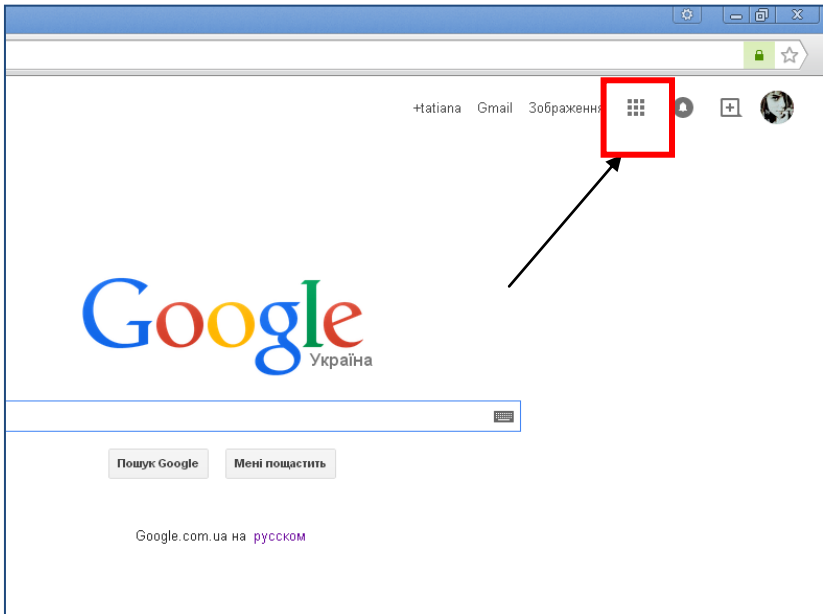 +tatiana Gmail Зображення
Google
Україна
Пошук Google Мені пощастить
Google.com.ua на русском